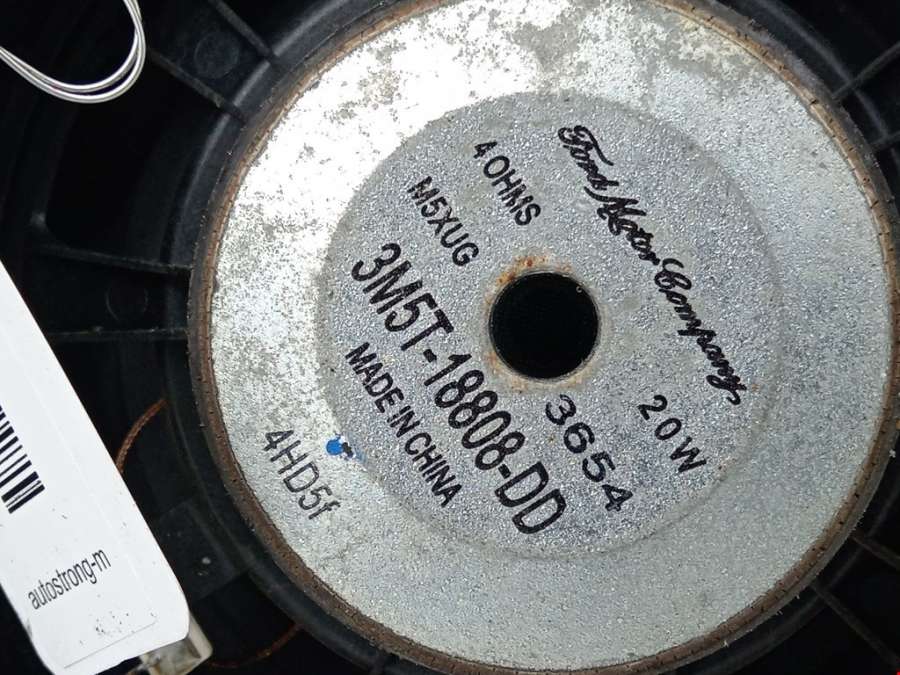 Ford Motor Company
4 OHMS
20W
M5XUG
3654
3M5T-18808-DD
MADE IN CHINA
4HD5f
autostrong-m